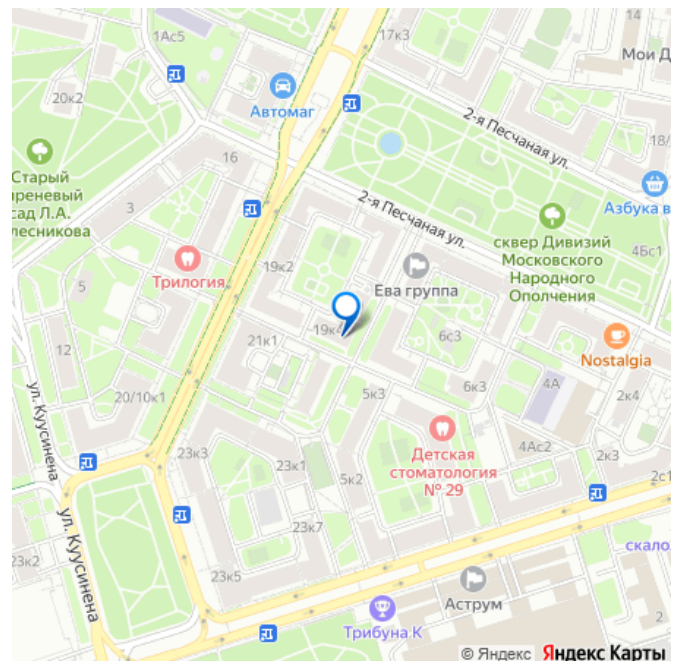 1Ас5
17к3
14
Мои Д
20к2
Автомаг
2-я Песчаная ул.
18/
16
Старый
иреневый
сад Л.А.
лесникова
3
2-я Песчаная ул.
Азбука в
сквер Дивизий
Московского
Народного
Ополчения
4Бс1
19к2
Трилогия
5
Ева группа
19к4
21к1
6с3
Nostalgia
12
ул. Куусинена
20/10к1
5к3
6к3
4А
2к4
Детская
стоматология
№ 29
23к3
23к1
5к2
4Ас2
2к3
2с1
ул. Куусинена
23к7
23к2
23к5
скало
Аструм
Трибуна К
2
© Яндекс Яндекс Карты